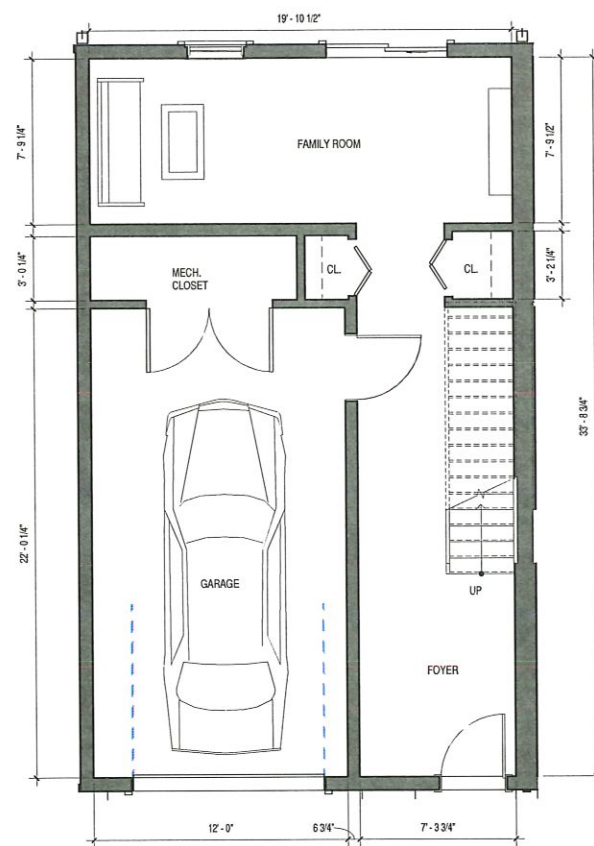 19' - 10 1/2"
7' - 9 1/4"
FAMILY ROOM
7' - 9 1/2"
3' - 0 1/4"
MECH.
CLOSET
CL.
CL.
3' - 2 1/4"
33' - 8 3/4"
22' - 0 1/4"
GARAGE
UP
FOYER
12' - 0"
6 3/4"
7' - 3 3/4"